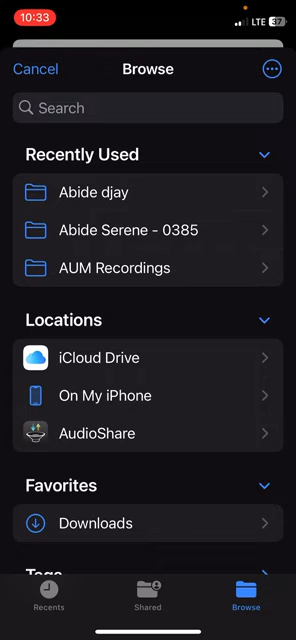 10:33
LTE
37
Cancel
Browse
Search
Recently Used
Abide djay
Abide Serene - 0385
AUM Recordings
Locations
iCloud Drive
On My iPhone
AudioShare
Favorites
Downloads
Tags
Recents
Shared
Browse